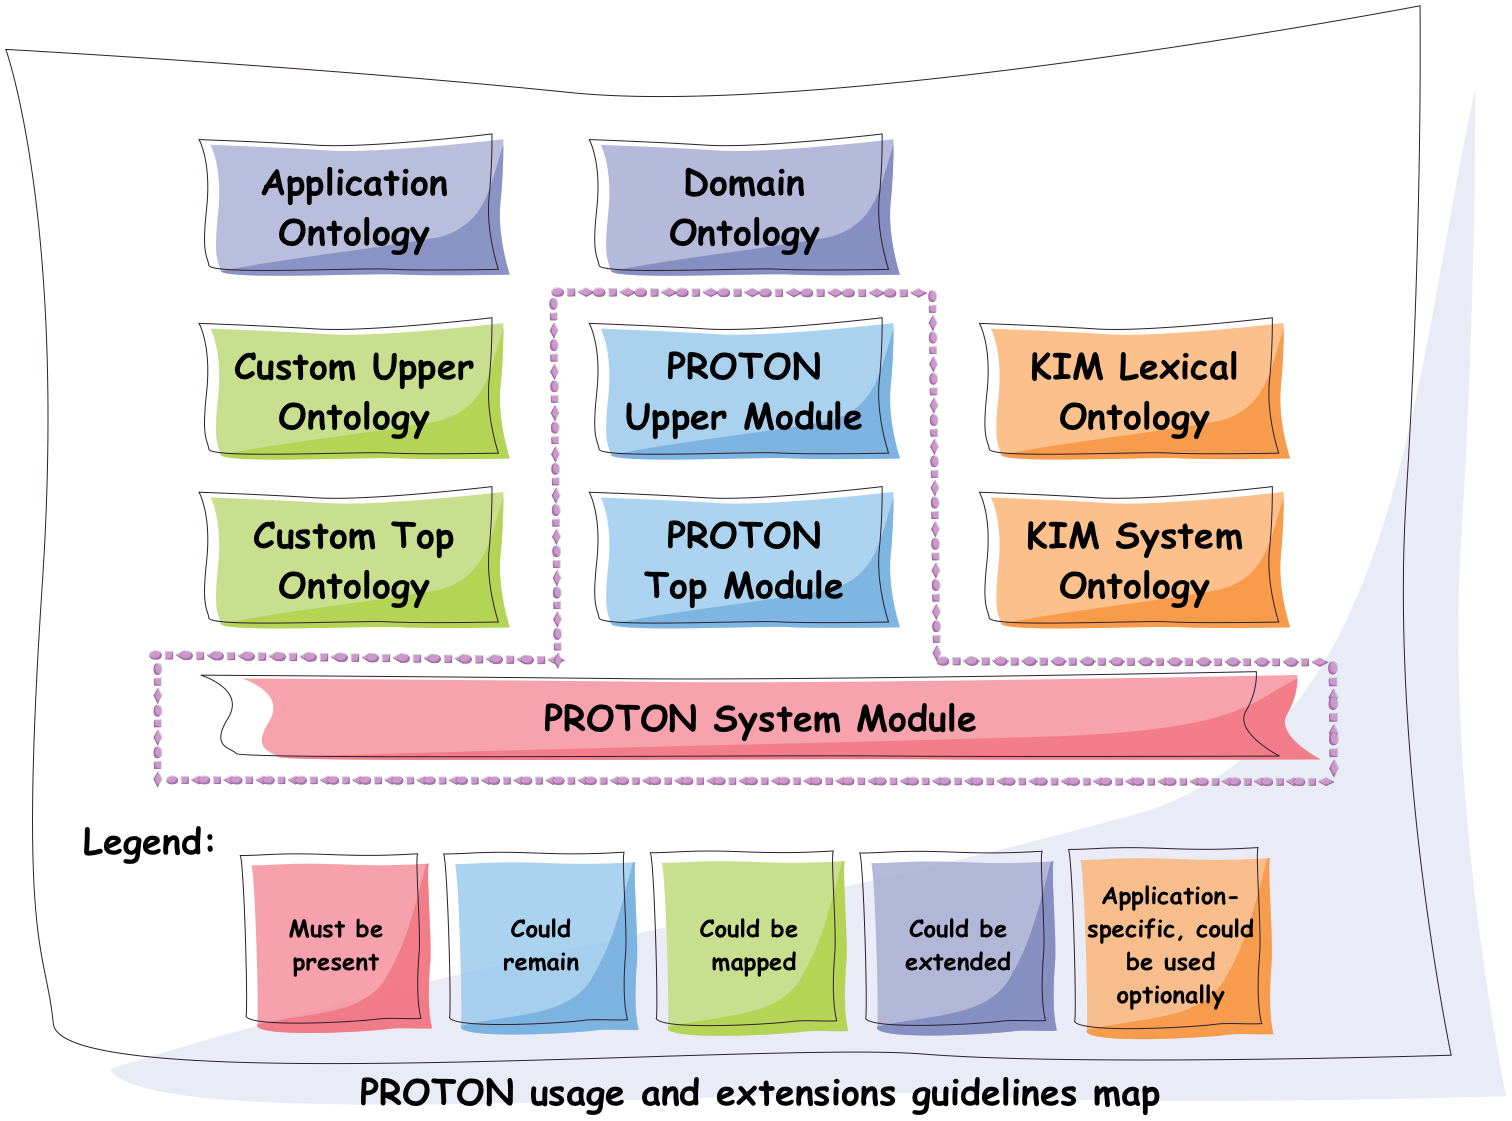 Application
Ontology
Domain
Ontology
Custom Upper
Ontology
PROTON
Upper Module
KIM Lexical
Ontology
Custom Top
Ontology
PROTON
Top Module
KIM System
Ontology
PROTON System Module
Legend:
Must be
present
Could
remain
Could be
mapped
Could be
extended
Application-
specific, could
be used
optionally
PROTON usage and extensions guidelines map